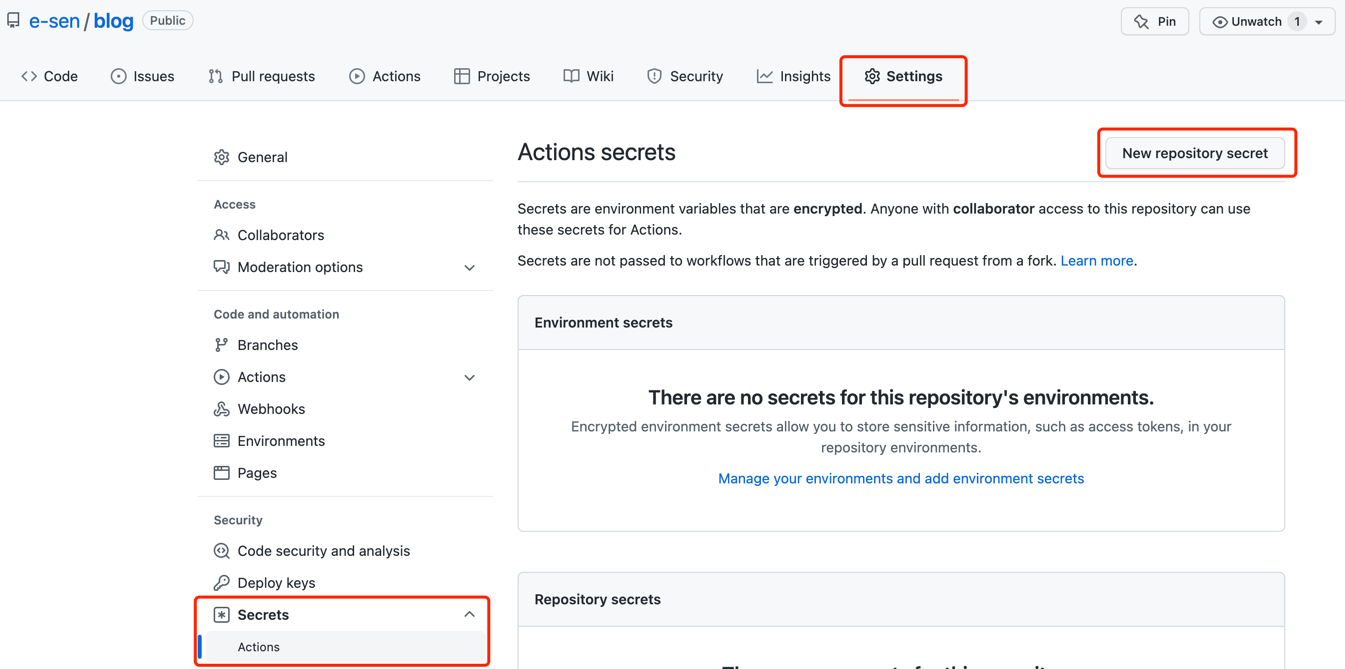 e-sen / blog Public
Pin
Unwatch 1
Code
Issues
Pull requests
Actions
Projects
Wiki
Security
Insights
Settings
General
Access
Collaborators
Moderation options
Code and automation
Branches
Actions
Webhooks
Environments
Pages
Security
Code security and analysis
Deploy keys
Secrets
Actions
Actions secrets
New repository secret
Secrets are environment variables that are encrypted. Anyone with collaborator access to this repository can use
these secrets for Actions.
Secrets are not passed to workflows that are triggered by a pull request from a fork. Learn more.
Environment secrets
There are no secrets for this repository's environments.
Encrypted environment secrets allow you to store sensitive information, such as access tokens, in your
repository environments.
Manage your environments and add environment secrets
Repository secrets